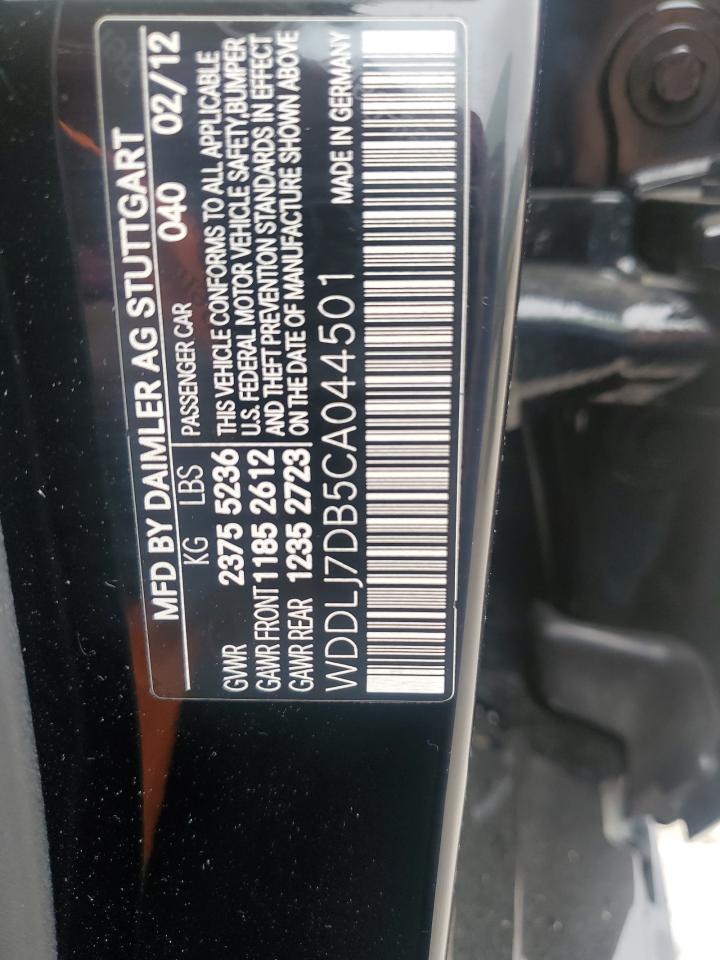 MFD BY DAIMLER AG STUTTGART
KG LBS PASSENGER CAR 040 02/12
GVWR 2375 5236
GAWR FRONT 1185 2612
GAWR REAR 1235 2723
THIS VEHICLE CONFORMS TO ALL APPLICABLE
U.S. FEDERAL MOTOR VEHICLE SAFETY, BUMPER
AND THEFT PREVENTION STANDARDS IN EFFECT
ON THE DATE OF MANUFACTURE SHOWN ABOVE
WDDLJ7DB5CA044501 MADE IN GERMANY